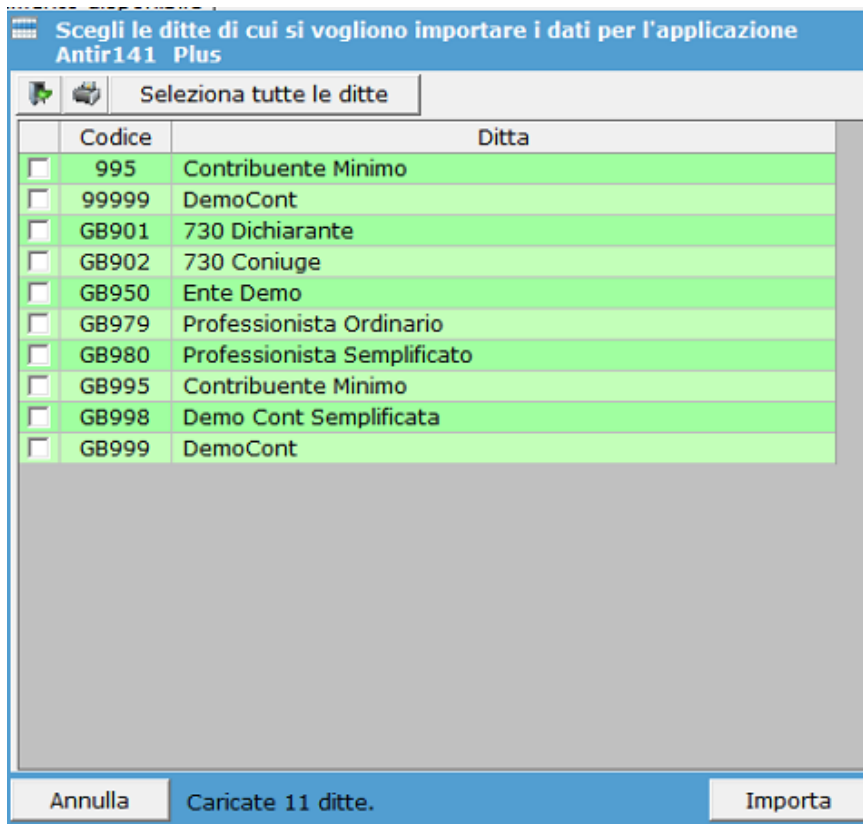 Scegli le ditte di cui si vogliono importare i dati per l'applicazione
Antir141 Plus
Seleziona tutte le ditte
Codice Ditta
995 Contribuente Minimo
99999 DemoCont
GB901 730 Dichiarante
GB902 730 Coniuge
GB950 Ente Demo
GB979 Professionista Ordinario
GB980 Professionista Semplificato
GB995 Contribuente Minimo
GB998 Demo Cont Semplificata
GB999 DemoCont
Annulla Caricate 11 ditte. Importa